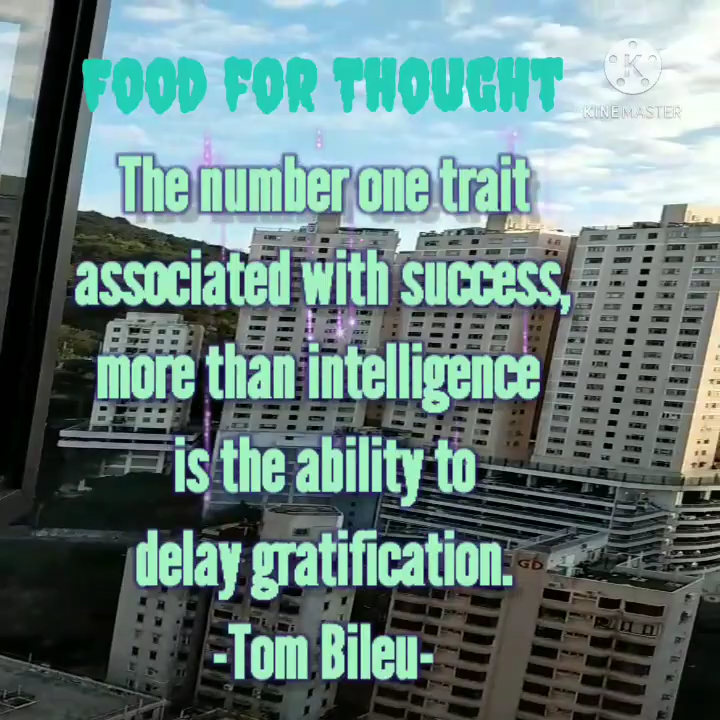 FOOD FOR THOUGHT
K
KINEMASTER
The number one trait
associated with success,
more than intelligence
is the ability to
delay gratification.
-Tom Bileu-
GD